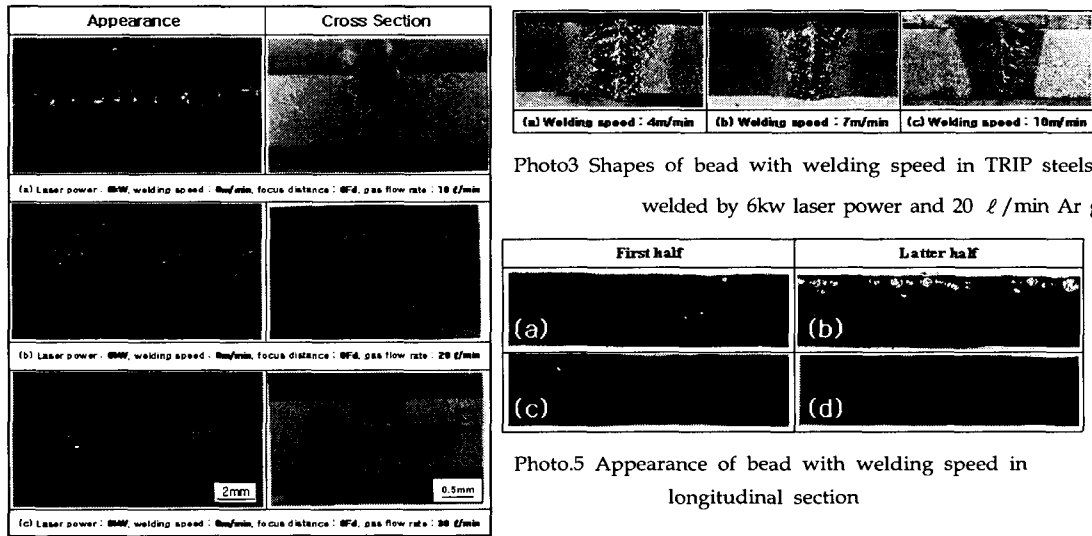 Appearance Cross Section
(a) Laser power : 6kW, welding speed : 8m/min, focus distance : 0Fd, gas flow rate : 10 ℓ/min
(b) Laser power : 6kW, welding speed : 8m/min, focus distance : 0Fd, gas flow rate : 20 ℓ/min
2mm 0.5mm
(c) Laser power : 6kW, welding speed : 8m/min, focus distance : 0Fd, gas flow rate : 30 ℓ/min
(a) Welding speed : 4m/min (b) Welding speed : 7m/min (c) Welding speed : 10m/min
Photo3 Shapes of bead with welding speed in TRIP steels
welded by 6kw laser power and 20 ℓ/min Ar
First half Latter half
(a) (b)
(c) (d)
Photo.5 Appearance of bead with welding speed in
longitudinal section